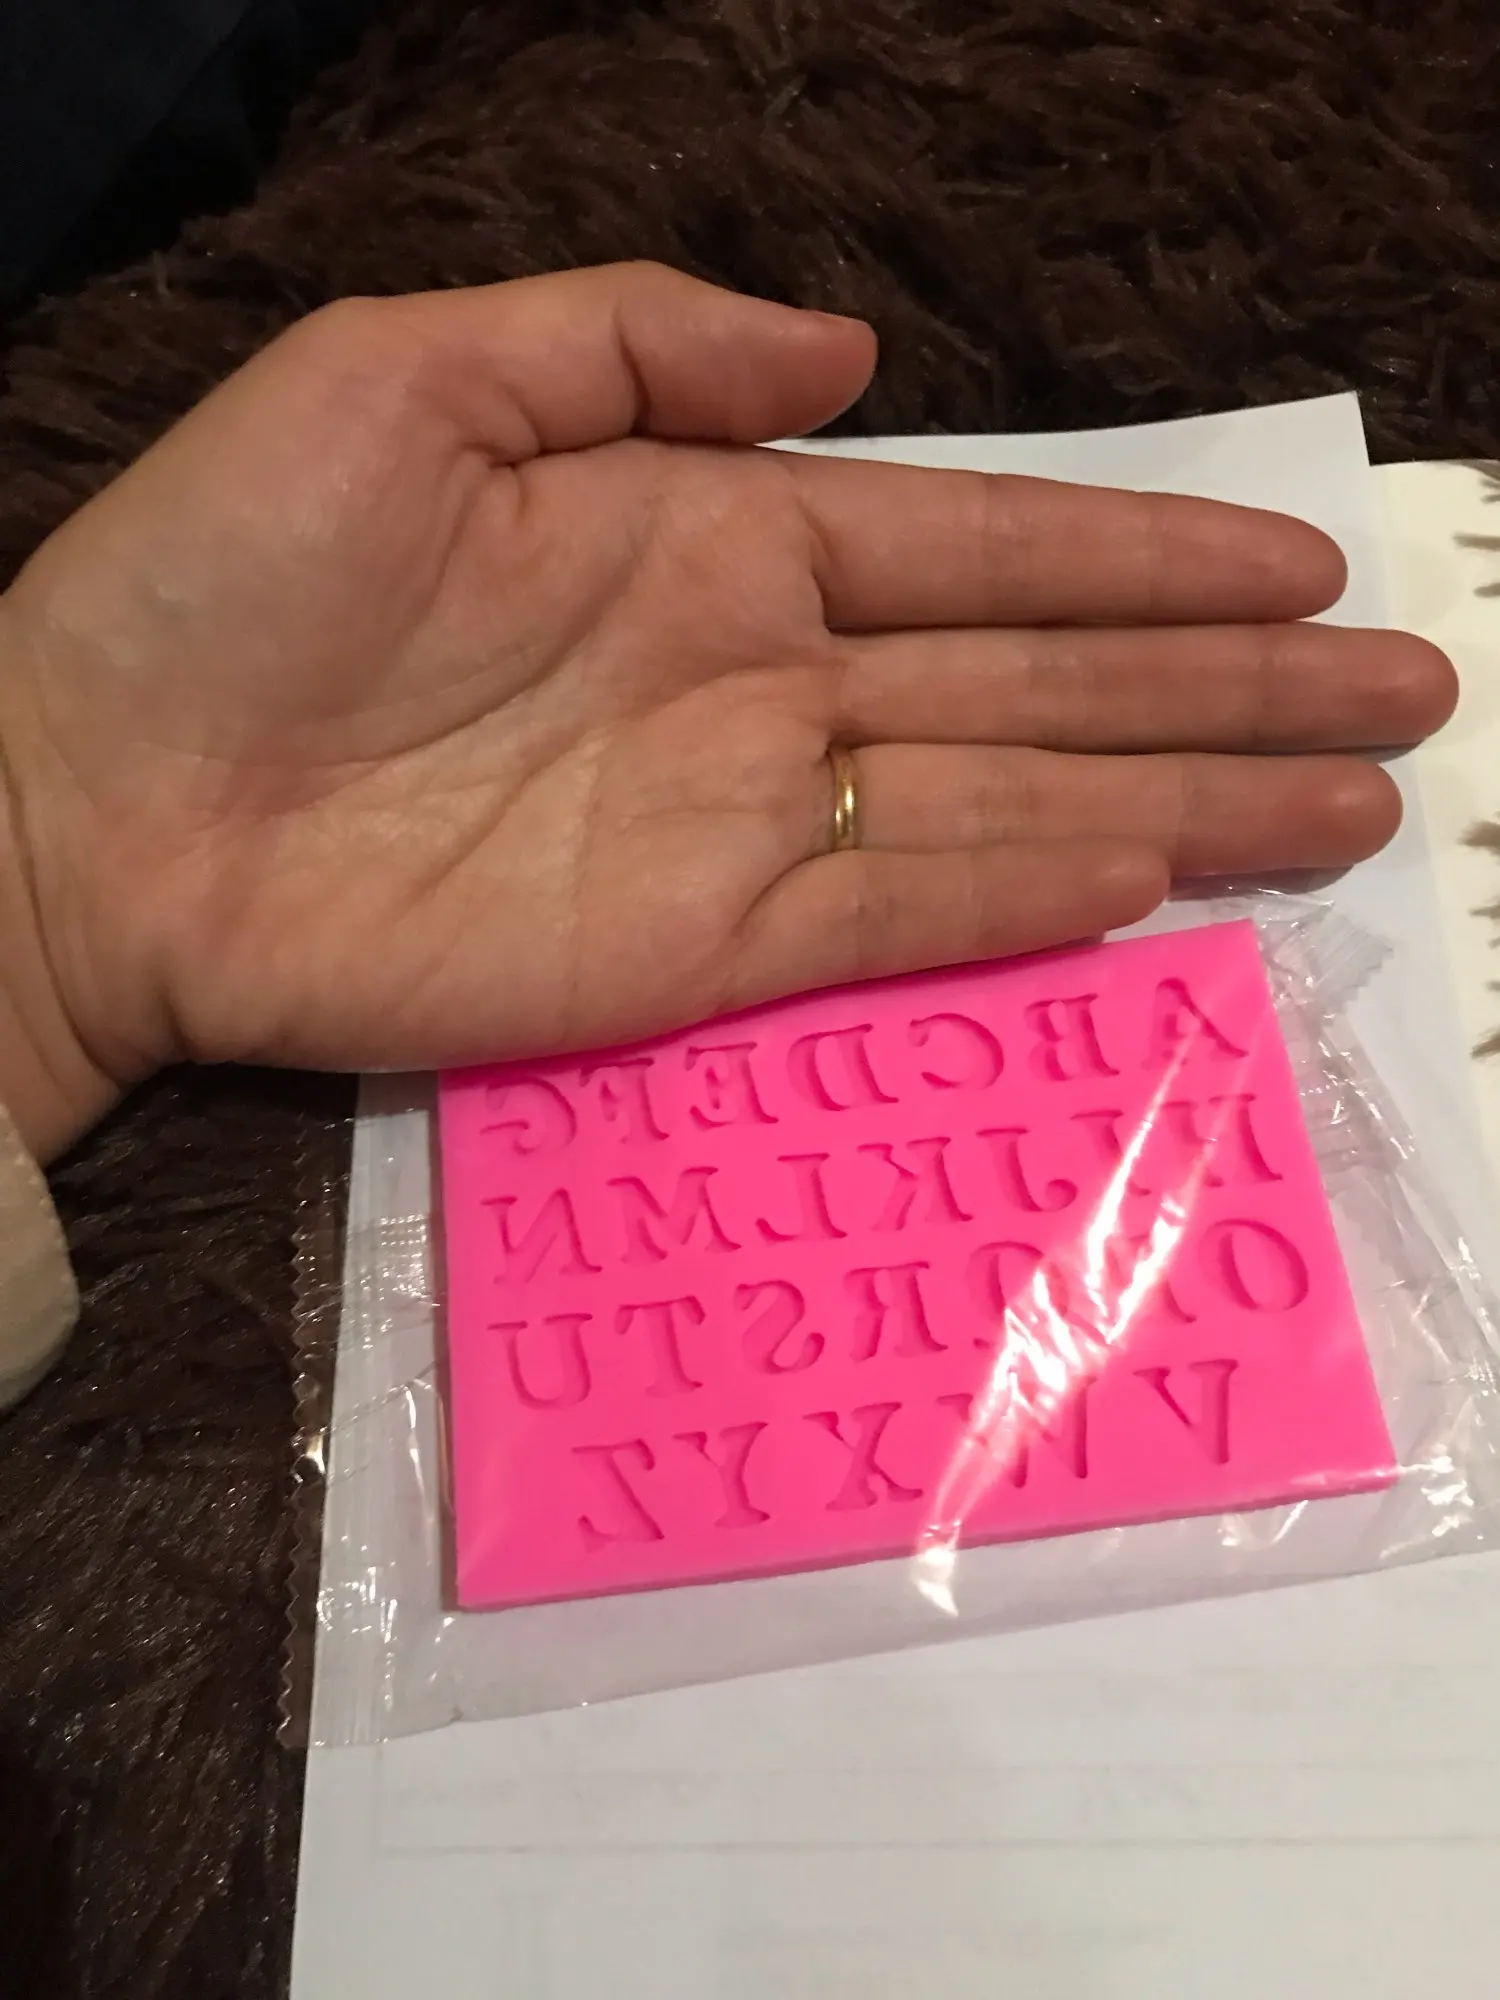 ABCDEFG
HIJKLMN
OPQRSTU
VWXYZ